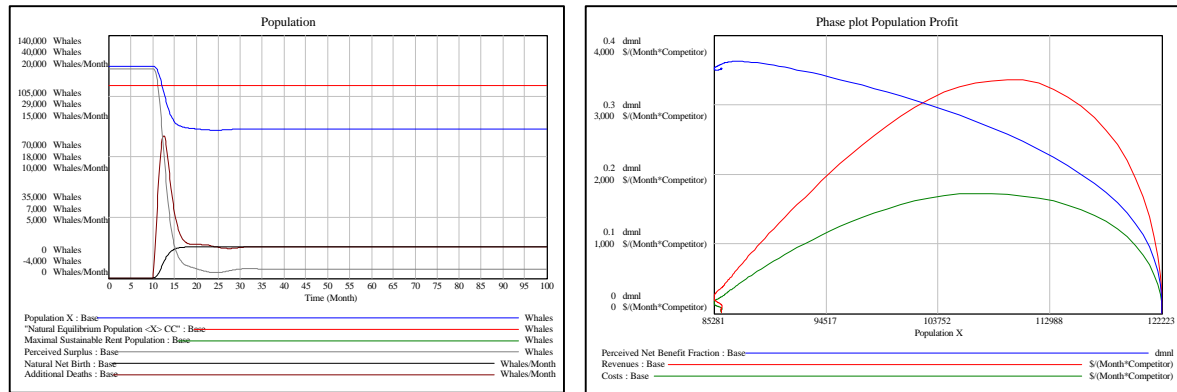 Population
140,000 Whales
40,000 Whales
20,000 Whales/Month
105,000 Whales
29,000 Whales
15,000 Whales/Month
70,000 Whales
18,000 Whales
10,000 Whales/Month
35,000 Whales
7,000 Whales
5,000 Whales/Month
0 Whales
-4,000 Whales
0 Whales/Month
0 5 10 15 20 25 30 35 40 45 50 55 60 65 70 75 80 85 90 95 100
Time (Month)
Population X : Base Whales
"Natural Equilibrium Population <X> CC" : Base Whales
Maximal Sustainable Rent Population : Base Whales
Perceived Surplus : Base Whales
Natural Net Birth : Base Whales/Month
Additional Deaths : Base Whales/Month
Phase plot Population Profit
0.4 dmnl
4,000 $/(Month*Competitor)
0.3 dmnl
3,000 $/(Month*Competitor)
0.2 dmnl
2,000 $/(Month*Competitor)
0.1 dmnl
1,000 $/(Month*Competitor)
0 dmnl
0 $/(Month*Competitor)
85281 94517 103752 112988 122223
Population X
Perceived Net Benefit Fraction : Base dmnl
Revenues : Base $/(Month*Competitor)
Costs : Base $/(Month*Competitor)